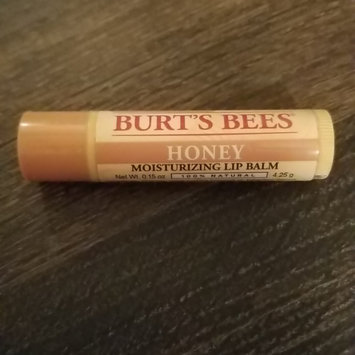 BURT'S BEES
HONEY
MOISTURIZING LIP BALM
Net Wt. 0.15 oz 100% NATURAL 4.25 g